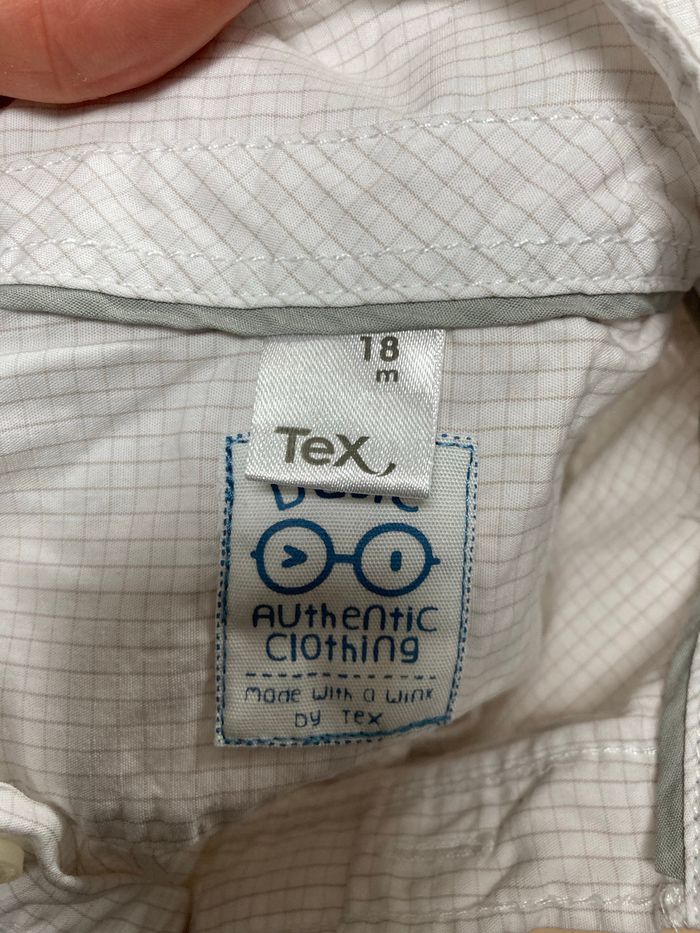 18
m
TeX
Authentic
Clothing
made with a wink
by Tex